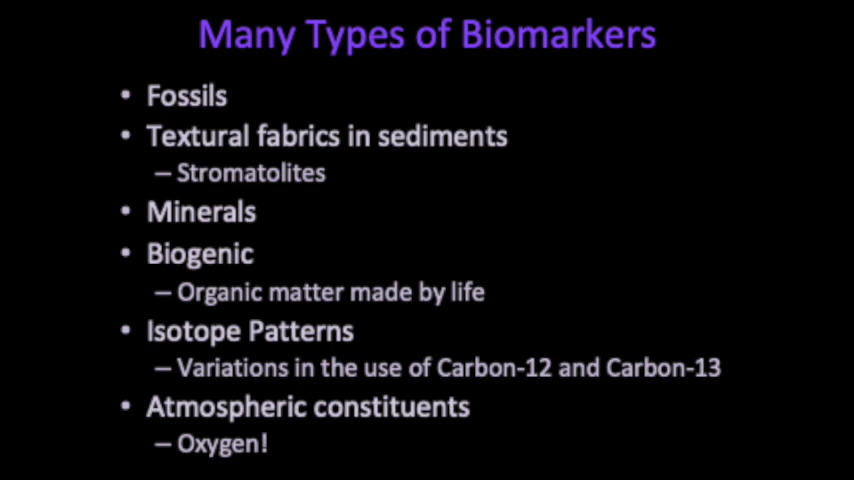 Many Types of Biomarkers
• Fossils
• Textural fabrics in sediments
– Stromatolites
• Minerals
• Biogenic
– Organic matter made by life
• Isotope Patterns
– Variations in the use of Carbon-12 and Carbon-13
• Atmospheric constituents
– Oxygen!